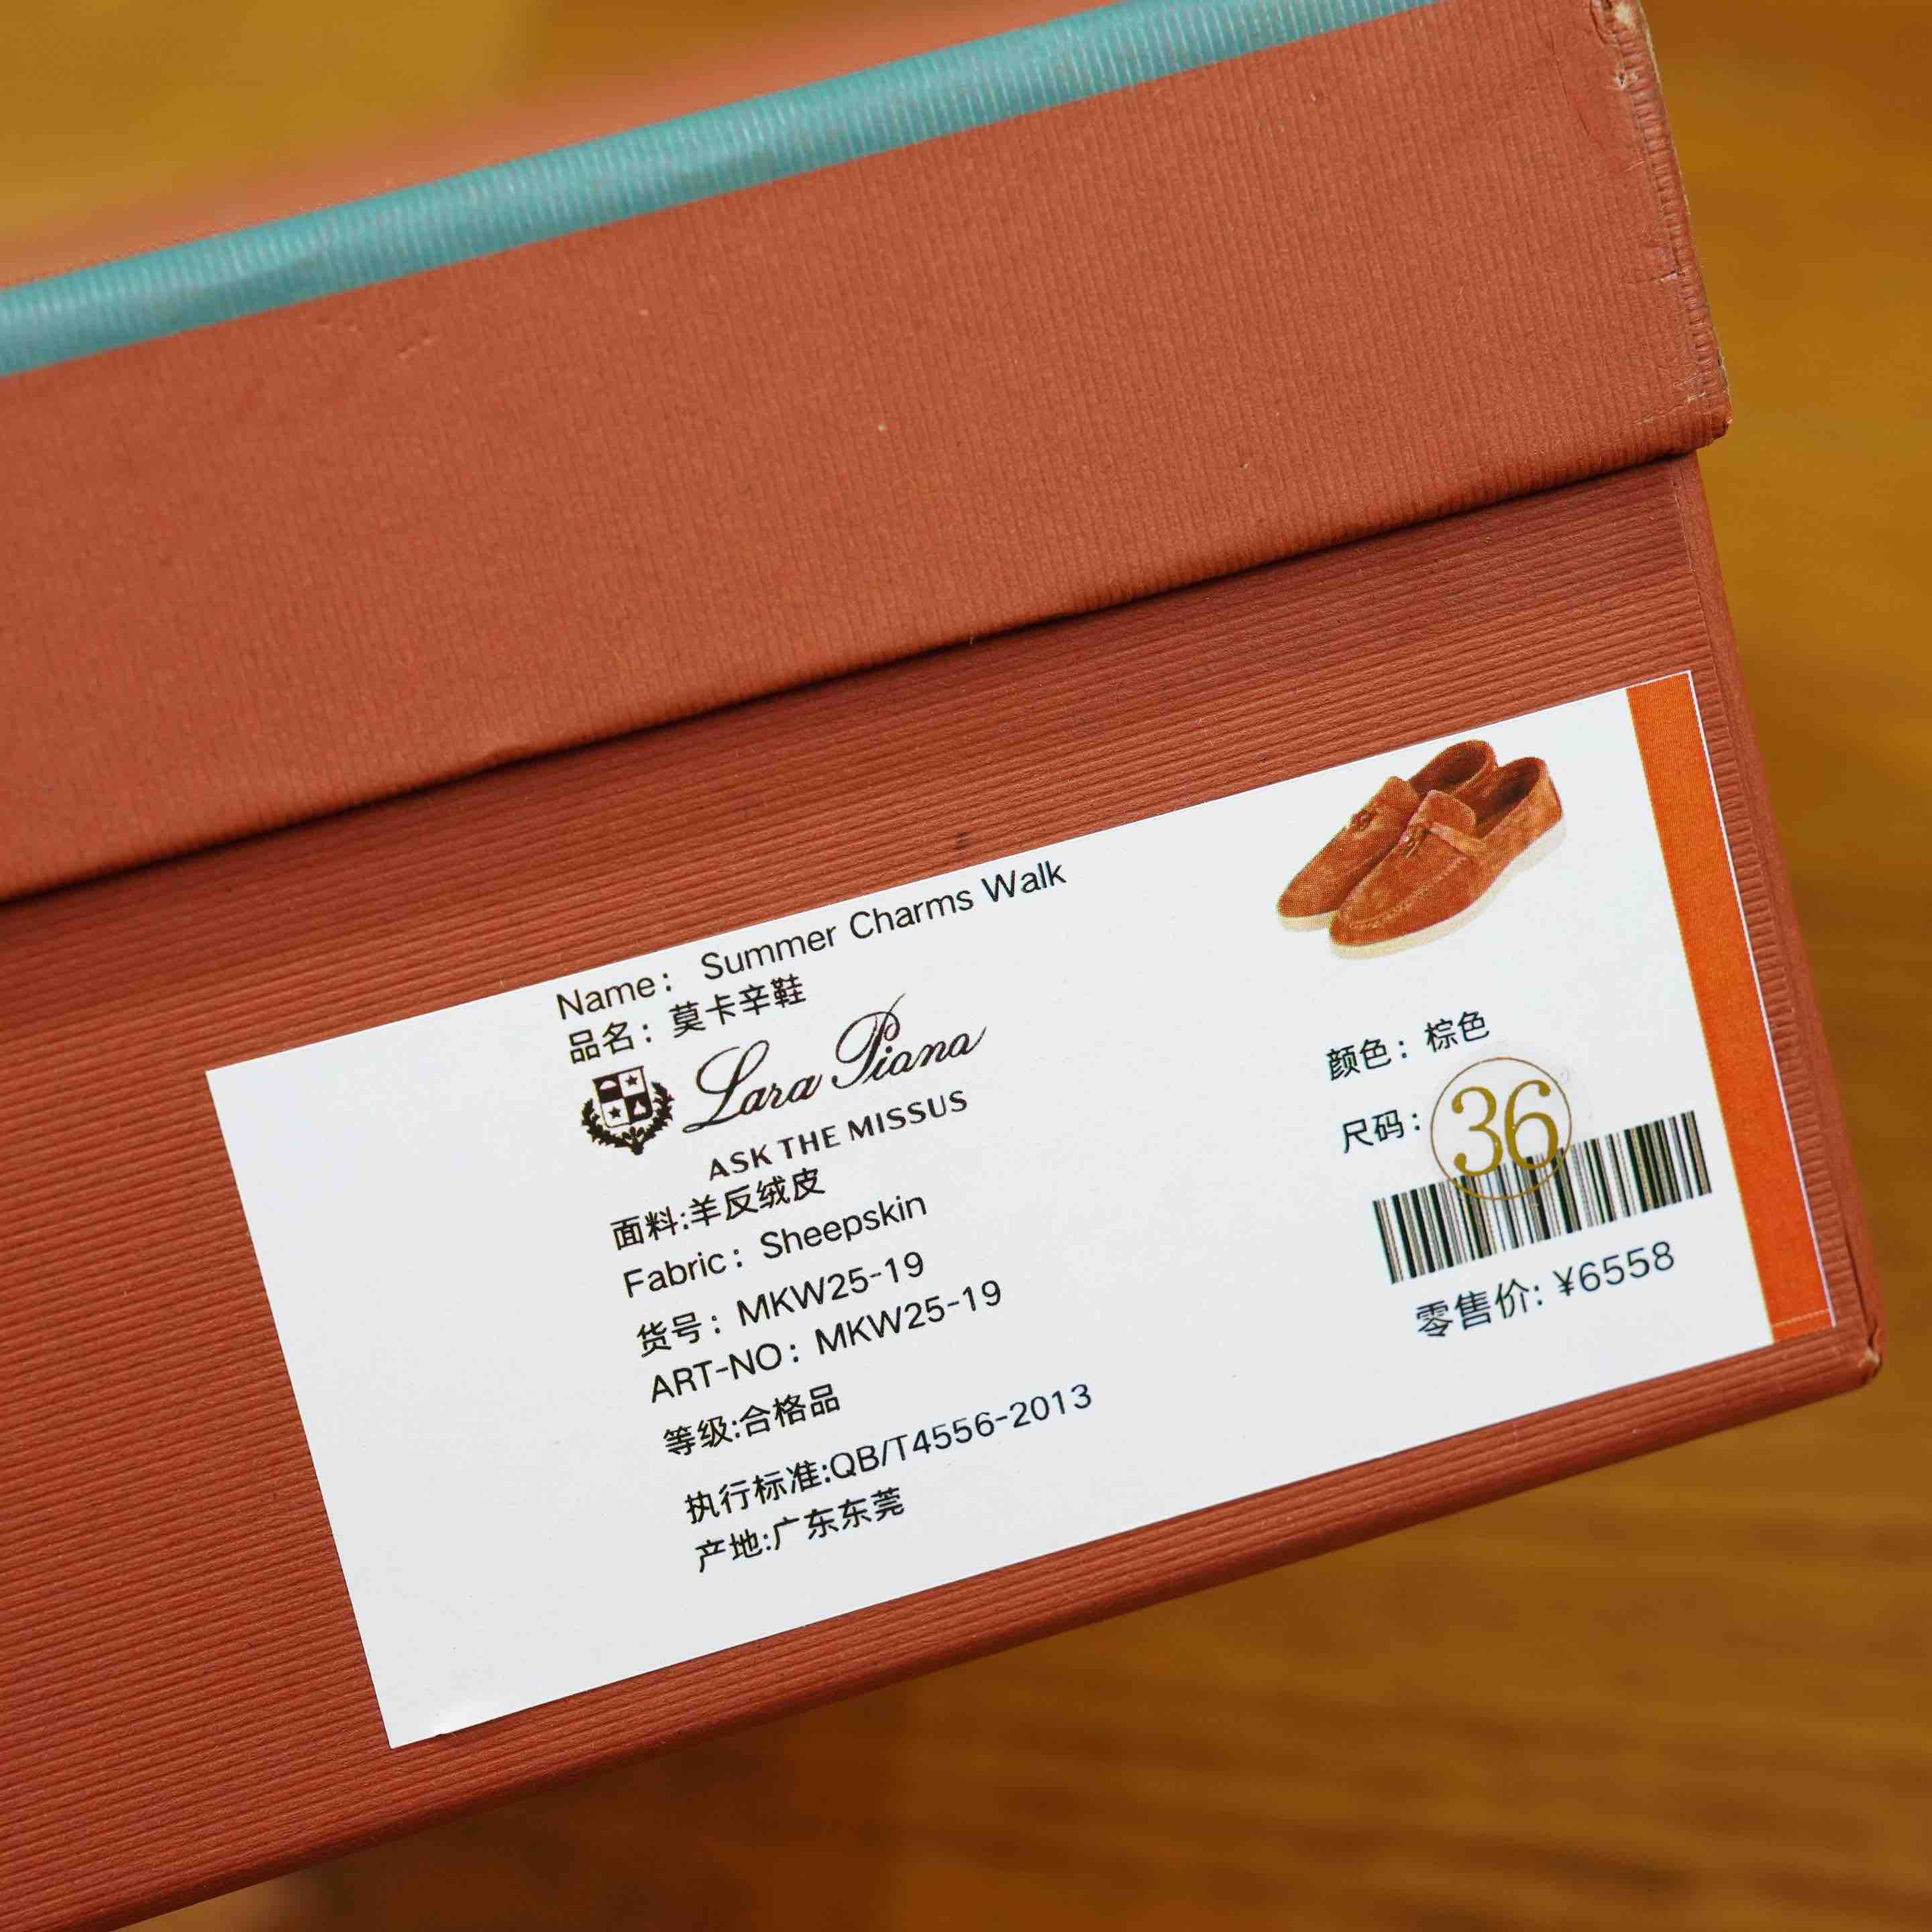 Name： Summer Charms Walk
品名：莫卡辛鞋
Lara Piana
ASK THE MISSUS
面料:羊反绒皮
Fabric： Sheepskin
货号：MKW25-19
ART-NO：MKW25-19
等级:合格品
执行标准:QB/T4556-2013
产地:广东东莞
颜色：棕色
尺码：36
零售价: ¥6558